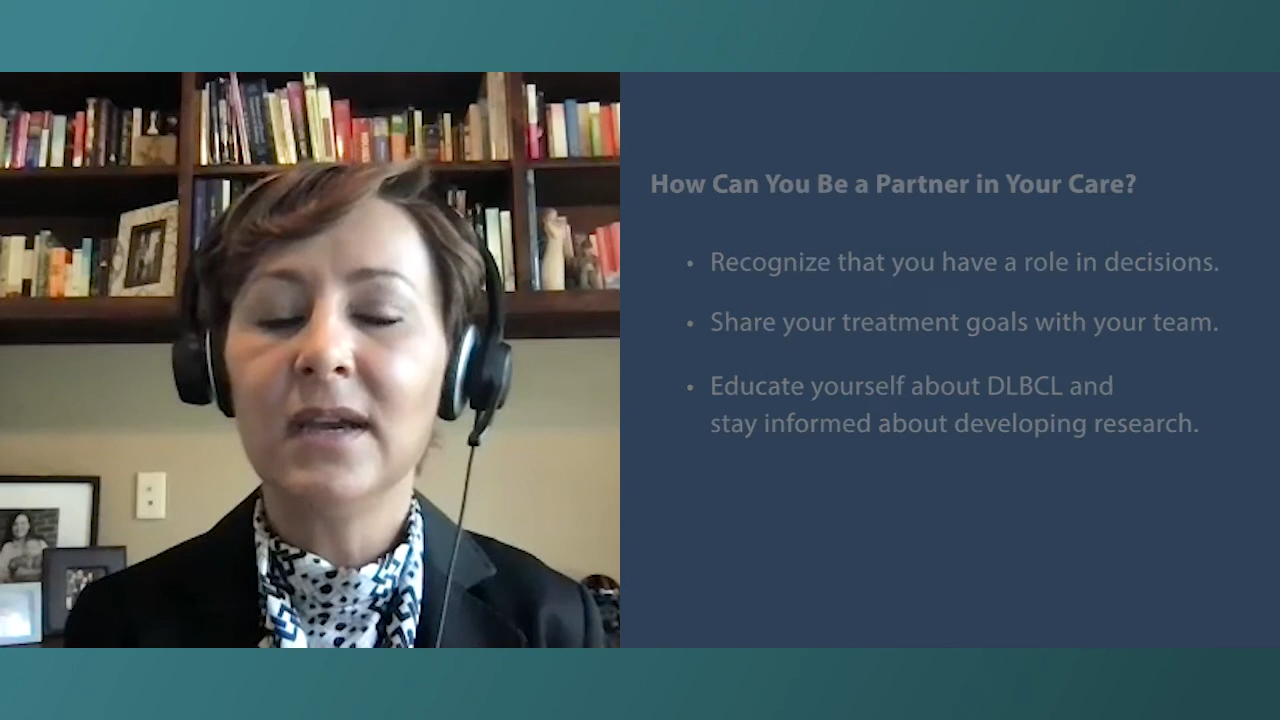 How Can You Be a Partner in Your Care?
• Recognize that you have a role in decisions.
• Share your treatment goals with your team.
• Educate yourself about DLBCL and
stay informed about developing research.